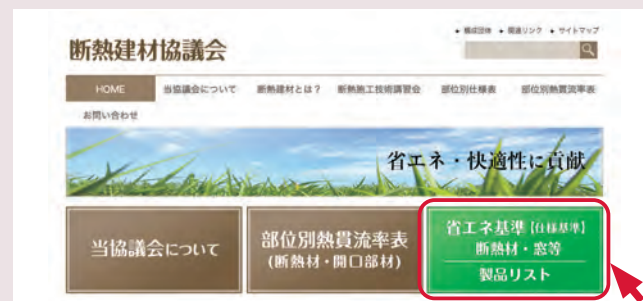 • 構成団体 • 関連リンク • サイトマップ
断熱建材協議会
HOME 当協議会について 断熱建材とは? 断熱施工技術講習会 部位別仕様表 部位別熱貫流率表
お問い合わせ
省エネ・快適性に貢献
当協議会について
部位別熱貫流率表
(断熱材・開口部材)
省エネ基準【仕様基準】
断熱材・窓等
製品リスト